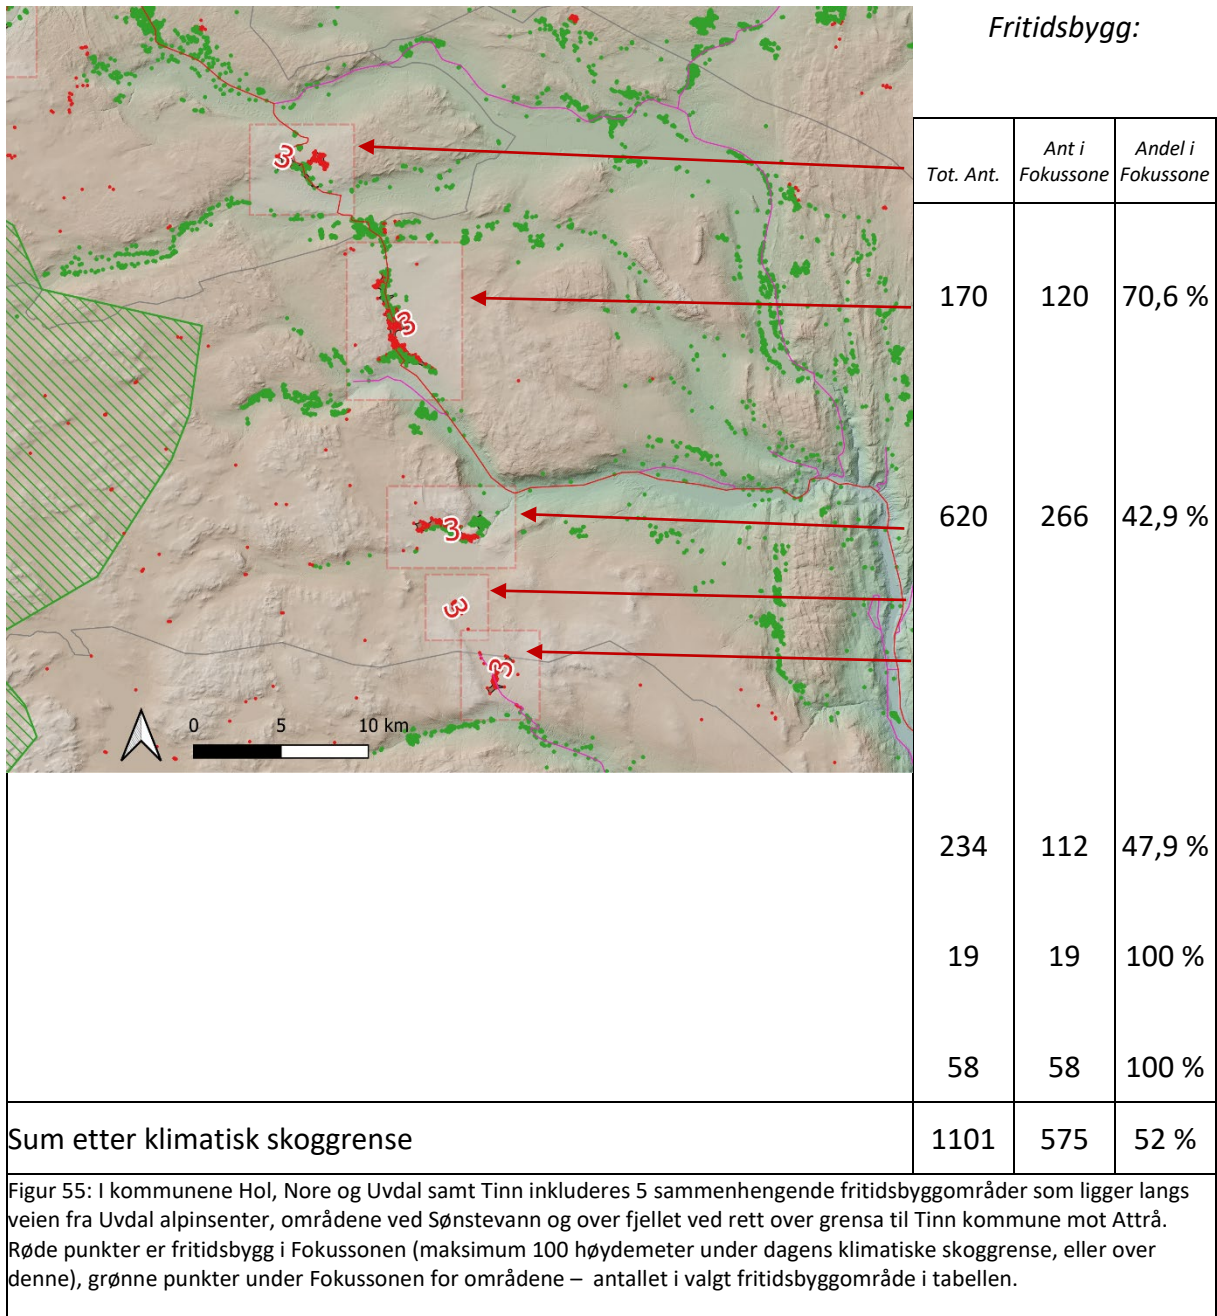 Fritidsbygg:
Tot. Ant.
Ant i
Fokussone
Andel i
Fokussone
3
3
3
3
3
0 5 10 km
170 120 70,6 %
620 266 42,9 %
234 112 47,9 %
19 19 100 %
58 58 100 %
Sum etter klimatisk skoggrense 1101 575 52 %
Figur 55: I kommunene Hol, Nore og Uvdal samt Tinn inkluderes 5 sammenhengende fritidsbyggområder som ligger langs
veien fra Uvdal alpinsenter, områdene ved Sønstevann og over fjellet ved rett over grensa til Tinn kommune mot Attrå.
Røde punkter er fritidsbygg i Fokussonen (maksimum 100 høydemeter under dagens klimatiske skoggrense, eller over
denne), grønne punkter under Fokussonen for områdene – antallet i valgt fritidsbyggområde i tabellen.